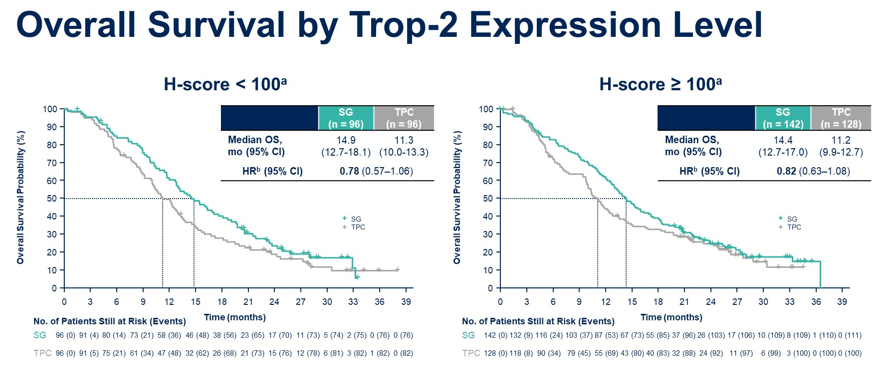 Overall Survival by Trop-2 Expression Level
H-score < 100a
Overall Survival Probability (%)
100
90
80
70
60
50
40
30
20
10
0
SG
(n = 96)
TPC
(n = 96)
Median OS,
mo (95% CI)
14.9
(12.7-18.1)
11.3
(10.0-13.3)
HRb (95% CI)
0.78 (0.57–1.06)
SG
TPC
0 3 6 9 12 15 18 21 24 27 30 33 36 39
Time (months)
No. of Patients Still at Risk (Events)
SG 96 (0) 91 (4) 80 (14) 73 (21) 58 (36) 46 (48) 38 (56) 23 (65) 17 (70) 11 (73) 5 (74) 2 (75) 0 (76) 0 (76)
TPC 96 (0) 91 (5) 75 (21) 61 (34) 47 (48) 32 (62) 26 (68) 21 (73) 15 (76) 12 (78) 6 (81) 3 (82) 1 (82) 0 (82)
H-score ≥ 100a
Overall Survival Probability (%)
100
90
80
70
60
50
40
30
20
10
0
SG
(n = 142)
TPC
(n = 128)
Median OS,
mo (95% CI)
14.4
(12.7-17.0)
11.2
(9.9-12.7)
HRb (95% CI)
0.82 (0.63–1.08)
SG
TPC
0 3 6 9 12 15 18 21 24 27 30 33 36 39
Time (months)
No. of Patients Still at Risk (Events)
SG 142 (0) 132 (9) 116 (24) 103 (37) 87 (53) 67 (73) 55 (85) 37 (96) 26 (103) 17 (106) 10 (109) 8 (109) 1 (110) 0 (111)
TPC 128 (0) 118 (8) 90 (34) 79 (45) 55 (69) 43 (80) 40 (83) 32 (88) 24 (92) 11 (97) 6 (99) 3 (100) 0 (100) 0 (100)